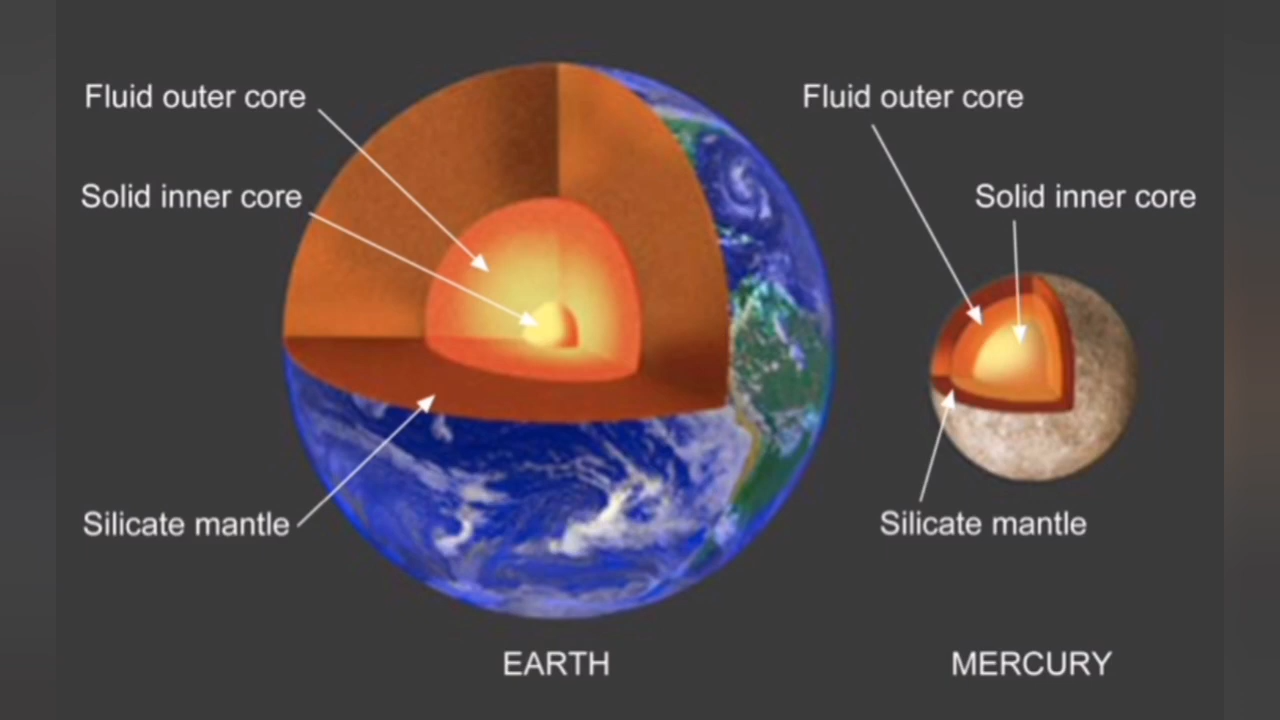 Fluid outer core
Solid inner core
Silicate mantle
EARTH
Fluid outer core
Solid inner core
Silicate mantle
MERCURY